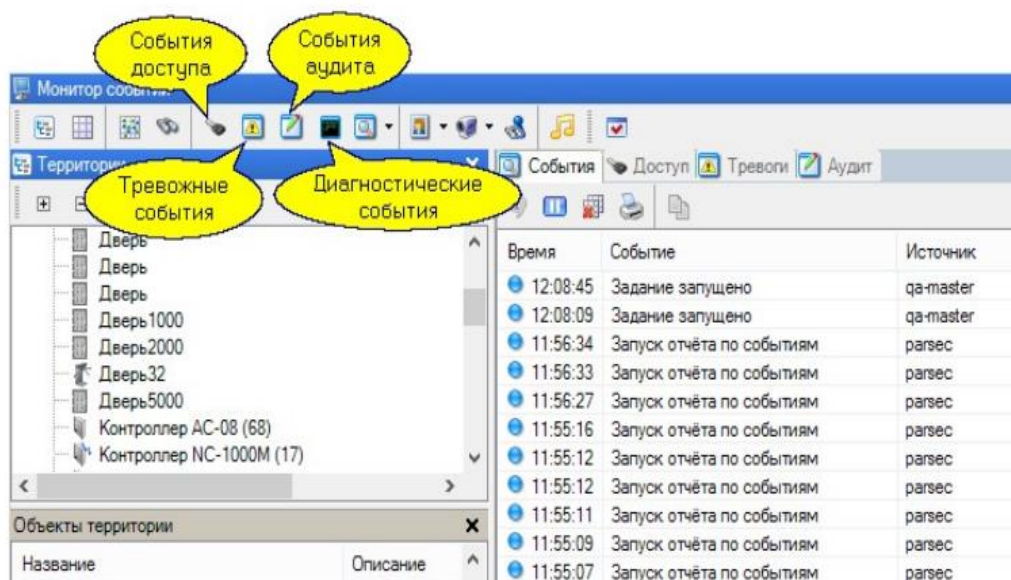 События
доступа
События
аудита
Монитор событий
Территории
События
Доступ
Тревоги
Аудит
Тревожные
события
Диагностические
события
Дверь
Дверь
Дверь
Дверь1000
Дверь2000
Дверь32
Дверь5000
Контроллер AC-08 (68)
Контроллер NC-1000M (17)
Объекты территории
Название Описание
Время Событие Источник
12:08:45 Задание запущено qa-master
12:08:09 Задание запущено qa-master
11:56:34 Запуск отчёта по событиям parsec
11:56:33 Запуск отчёта по событиям parsec
11:56:27 Запуск отчёта по событиям parsec
11:55:16 Запуск отчёта по событиям parsec
11:55:12 Запуск отчёта по событиям parsec
11:55:12 Запуск отчёта по событиям parsec
11:55:11 Запуск отчёта по событиям parsec
11:55:09 Запуск отчёта по событиям parsec
11:55:07 Запуск отчёта по событиям parsec